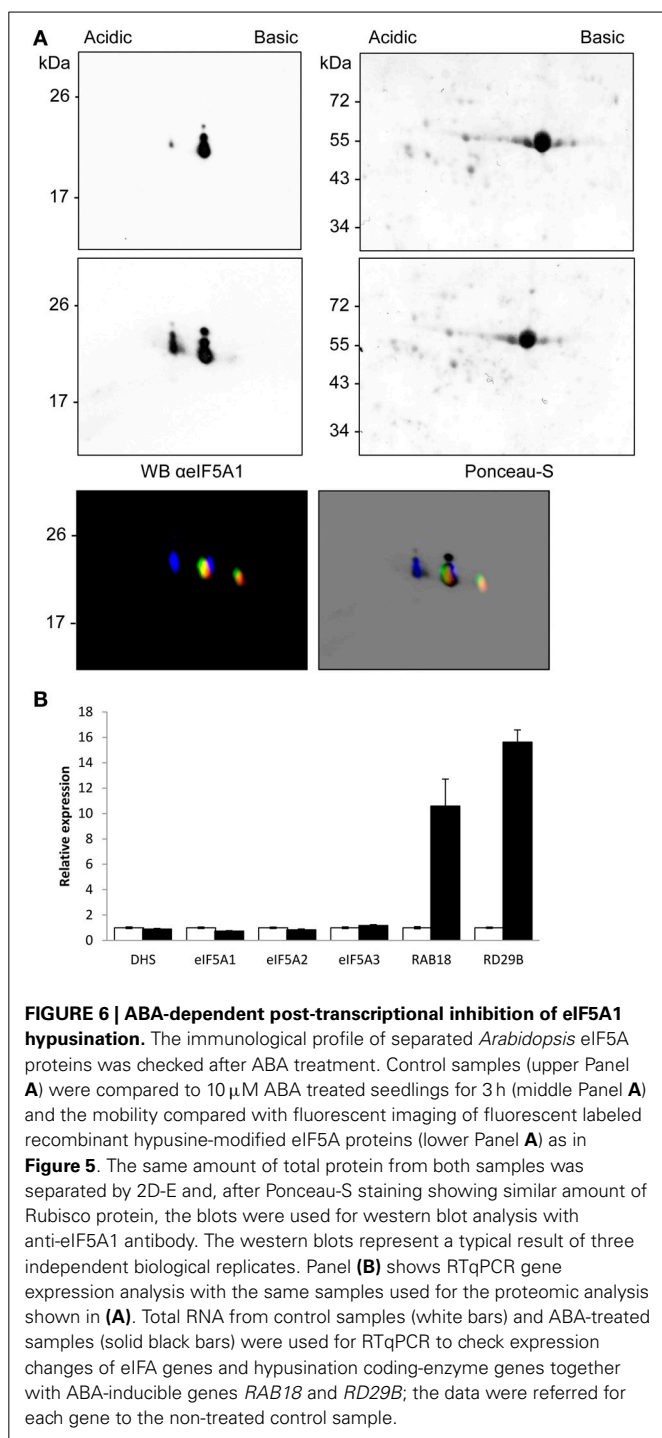 A
Acidic Basic
Acidic Basic
kDa
26
17
kDa
72
55
43
34
26
17
72
55
43
34
WB αeIF5A1
Ponceau-S
26
17
B
Relative expression
18
16
14
12
10
8
6
4
2
0
DHS eIF5A1 eIF5A2 eIF5A3 RAB18 RD29B
FIGURE 6 | ABA-dependent post-transcriptional inhibition of eIF5A1
hypusination. The immunological profile of separated Arabidopsis eIF5A
proteins was checked after ABA treatment. Control samples (upper Panel
A) were compared to 10 μM ABA treated seedlings for 3 h (middle Panel A)
and the mobility compared with fluorescent imaging of fluorescent labeled
recombinant hypusine-modified eIF5A proteins (lower Panel A) as in
Figure 5. The same amount of total protein from both samples was
separated by 2D-E and, after Ponceau-S staining showing similar amount of
Rubisco protein, the blots were used for western blot analysis with
anti-eIF5A1 antibody. The western blots represent a typical result of three
independent biological replicates. Panel (B) shows RTqPCR gene
expression analysis with the same samples used for the proteomic analysis
shown in (A). Total RNA from control samples (white bars) and ABA-treated
samples (solid black bars) were used for RTqPCR to check expression
changes of eIFA genes and hypusination coding-enzyme genes together
with ABA-inducible genes RAB18 and RD29B; the data were referred for
each gene to the non-treated control sample.